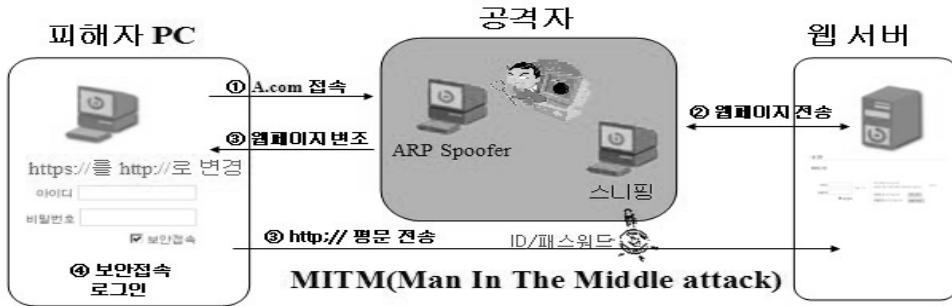 피해자 PC
공격자
웹 서버
① A.com 접속
② 웹페이지 전송
③ 웹페이지 변조
ARP Spoofer
https://를 http://로 변경
스니핑
아이디
비밀번호
보안접속
③ http;// 평문 전송
ID/패스워드
④ 보안접속
로그인
MITM(Man In The Middle attack)